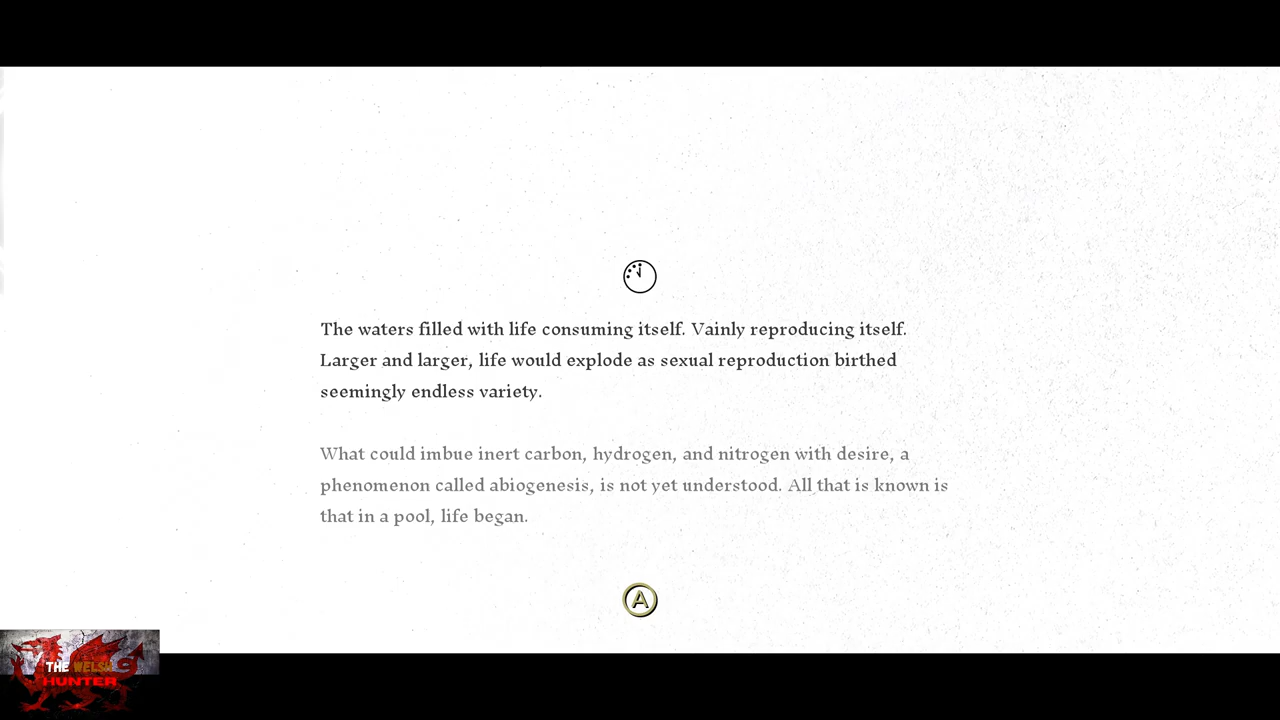 The waters filled with life consuming itself. Vainly reproducing itself.
Larger and larger, life would explode as sexual reproduction birthed
seemingly endless variety.
What could imbue inert carbon, hydrogen, and nitrogen with desire, a
phenomenon called abiogenesis, is not yet understood. All that is known is
that in a pool, life began.
A
THE WELSH
HUNTER